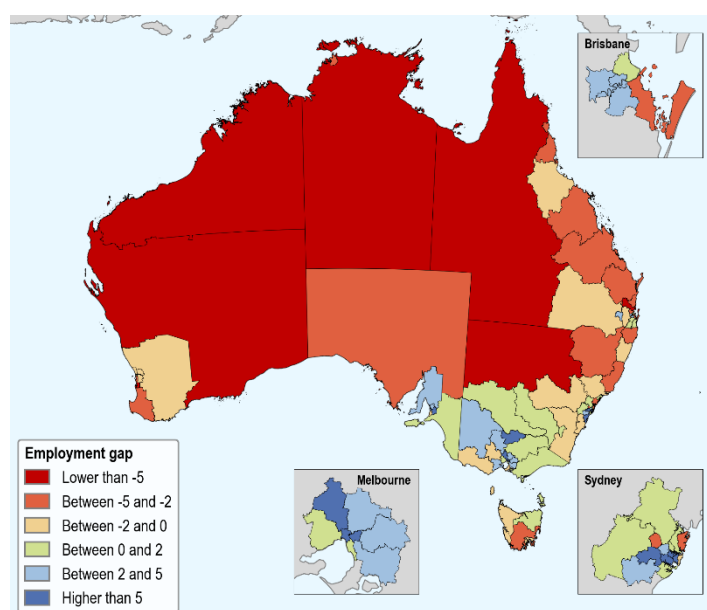 Brisbane
Employment gap
Lower than -5
Between -5 and -2
Between -2 and 0
Between 0 and 2
Between 2 and 5
Higher than 5
Melbourne
Sydney